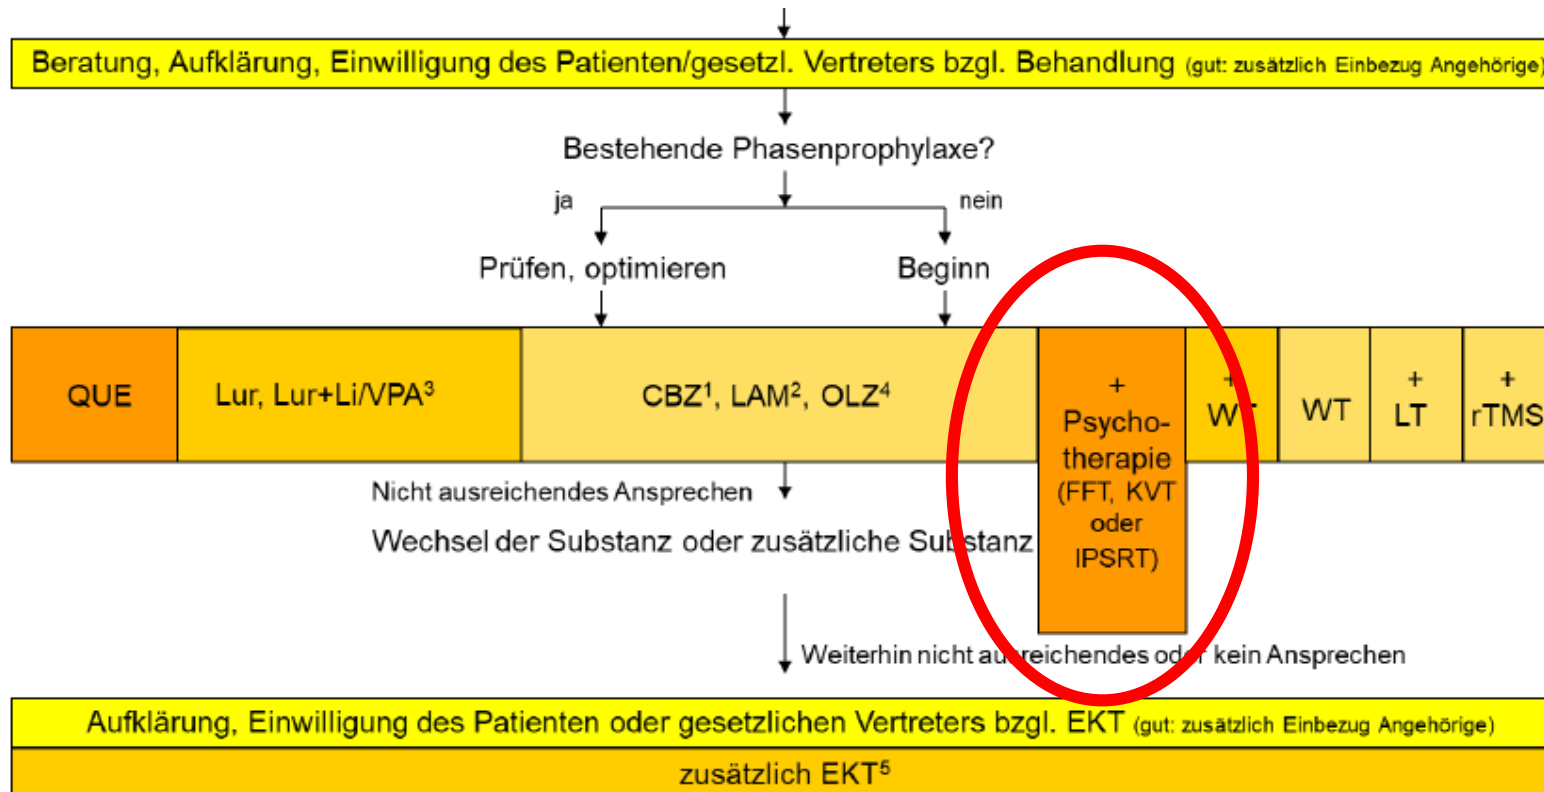 Beratung, Aufklärung, Einwilligung des Patienten/gesetzl. Vertreters bzgl. Behandlung (gut: zusätzlich Einbezug Angehörige)
Bestehende Phasenprophylaxe?
ja
nein
Prüfen, optimieren
Beginn
QUE
Lur, Lur+Li/VPA³
CBZ¹, LAM², OLZ⁴
+
Psycho-
therapie
(FFT, KVT
oder
IPSRT)
+
WT
WT
+
LT
+
rTMS
Nicht ausreichendes Ansprechen
Wechsel der Substanz oder zusätzliche Substanz
Weiterhin nicht ausreichendes oder kein Ansprechen
Aufklärung, Einwilligung des Patienten oder gesetzlichen Vertreters bzgl. EKT (gut: zusätzlich Einbezug Angehörige)
zusätzlich EKT⁵